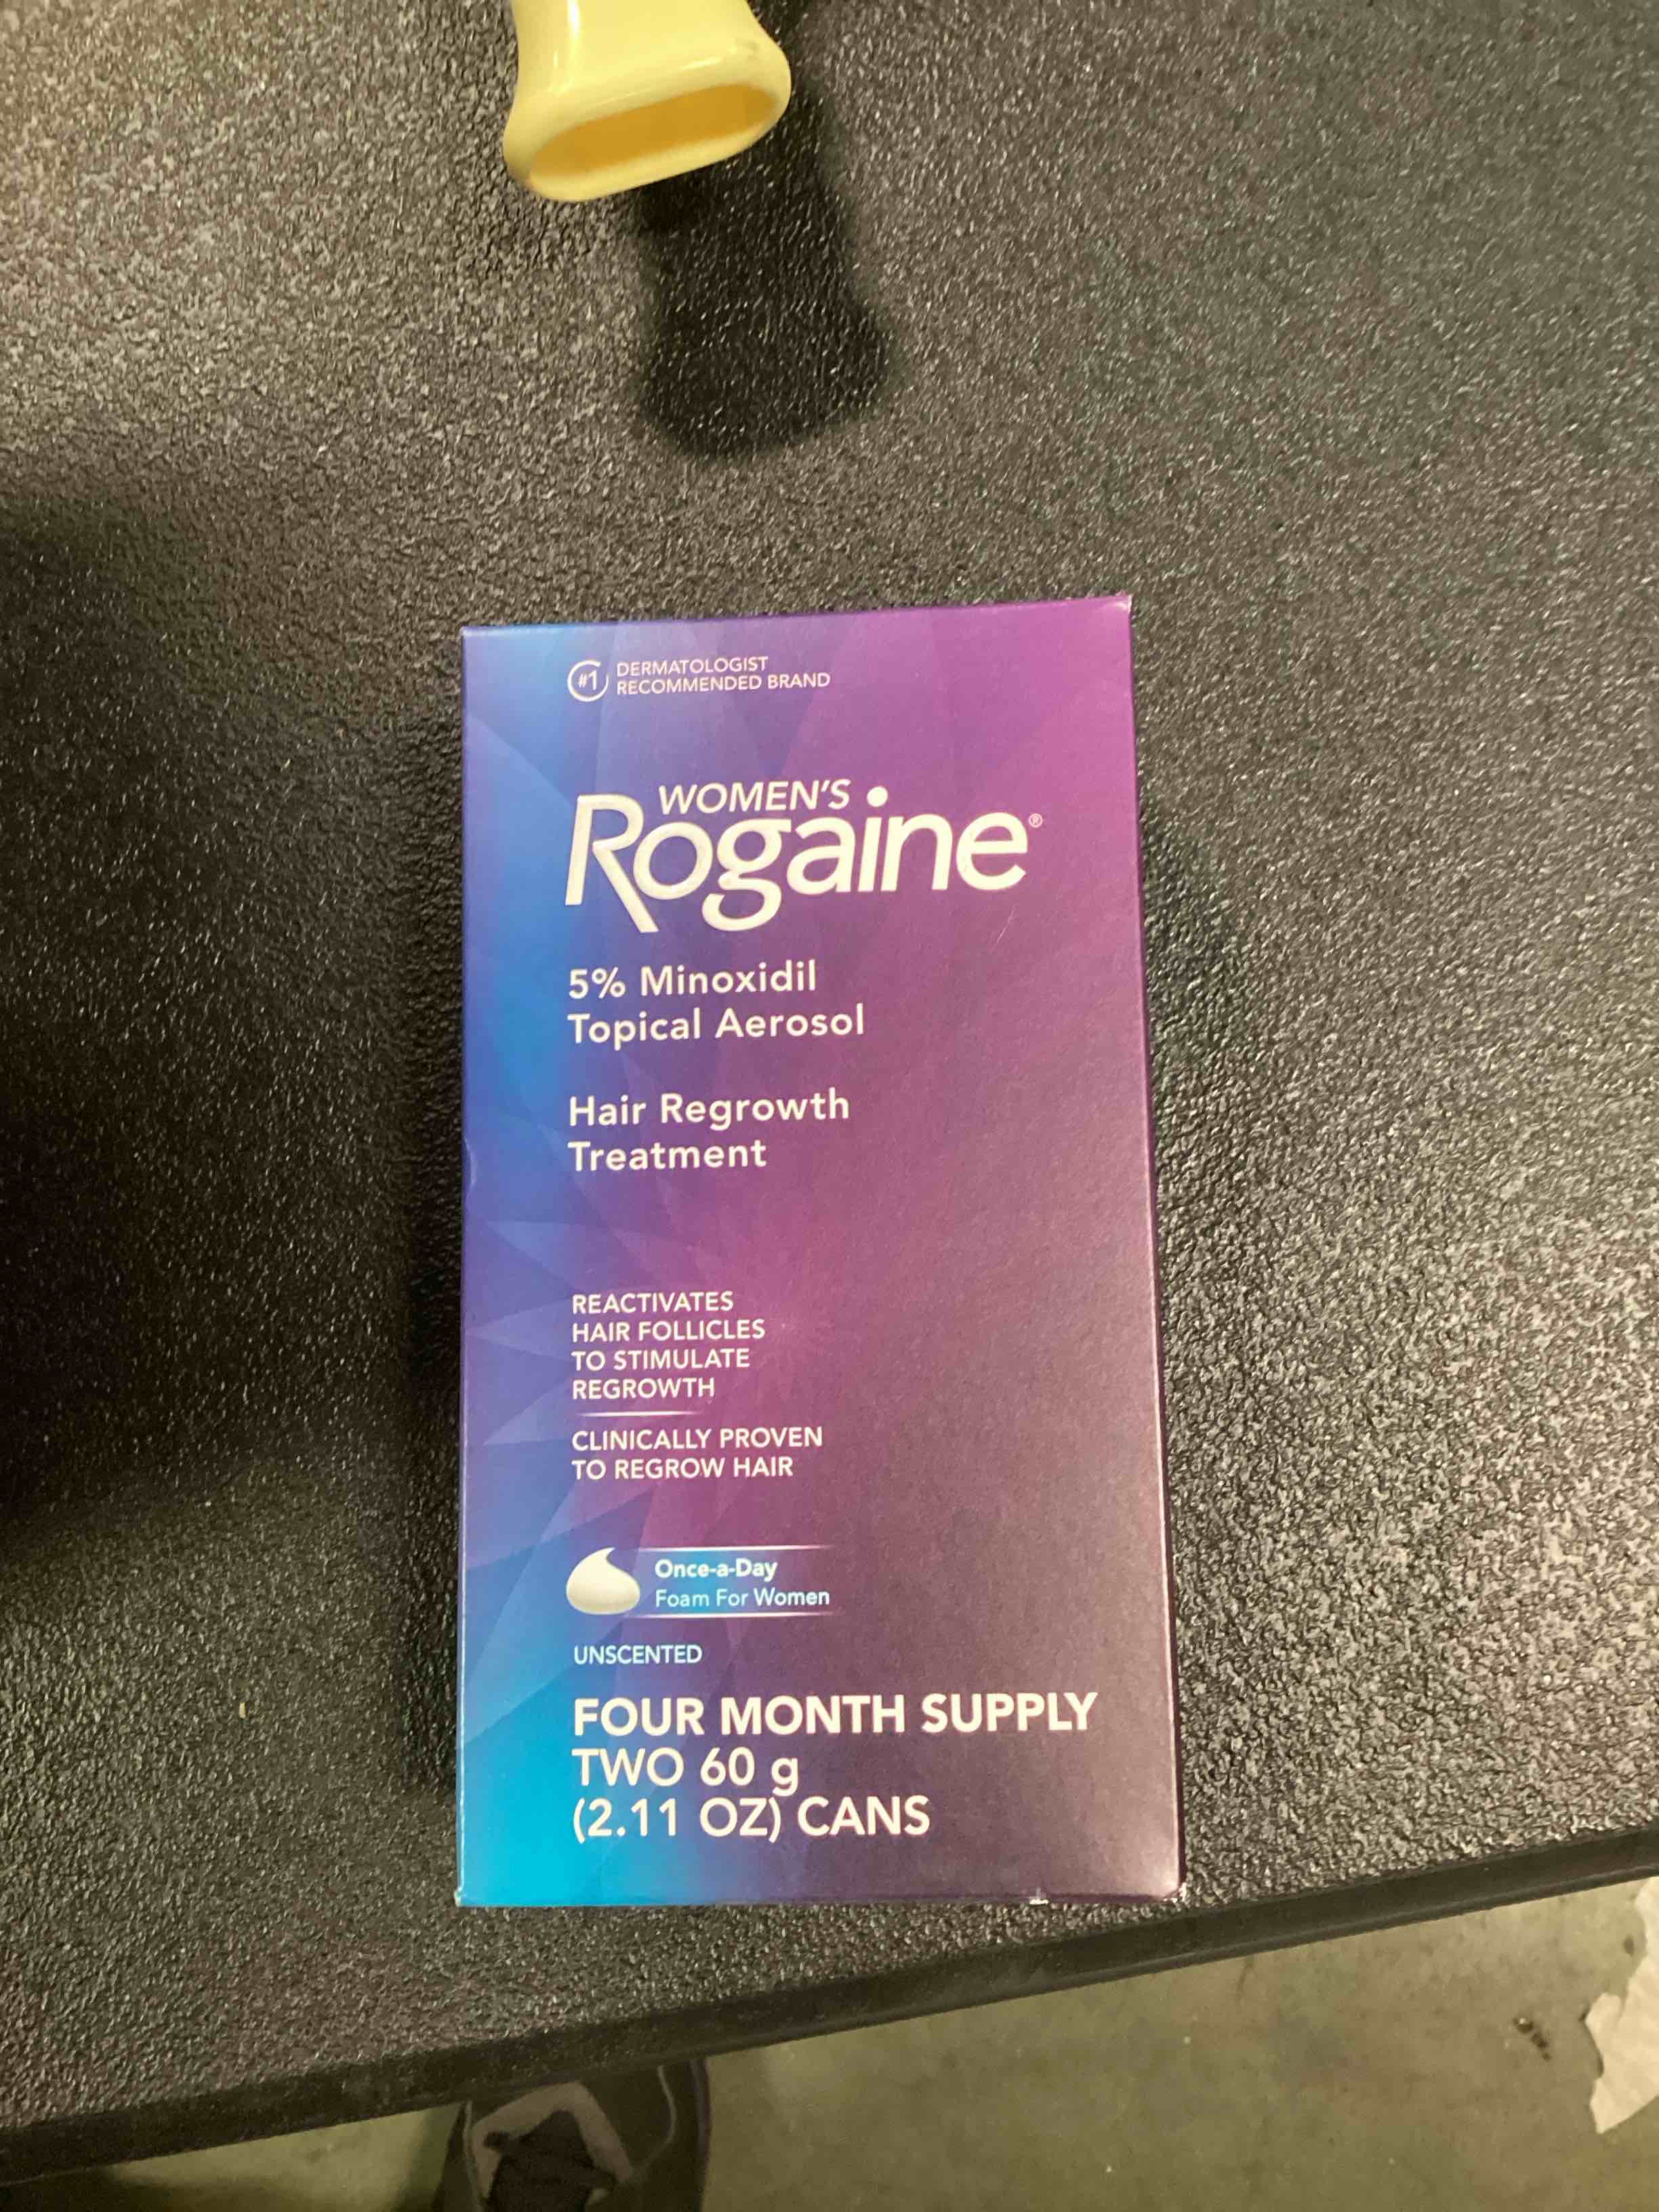 #1 DERMATOLOGIST
RECOMMENDED BRAND
WOMEN'S
Rogaine®
5% Minoxidil
Topical Aerosol
Hair Regrowth
Treatment
REACTIVATES
HAIR FOLLICLES
TO STIMULATE
REGROWTH
CLINICALLY PROVEN
TO REGROW HAIR
Once-a-Day
Foam For Women
UNSCENTED
FOUR MONTH SUPPLY
TWO 60 g
(2.11 OZ) CANS